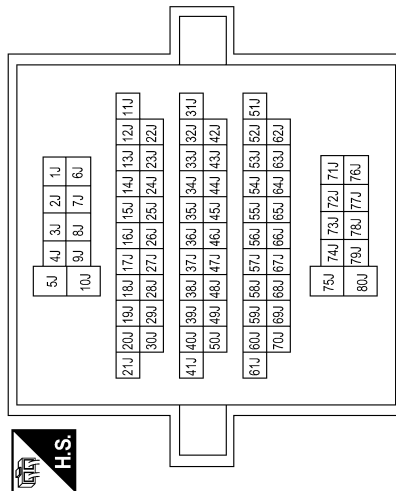 H.S.
5J 4J 3J 2J 1J
10J 9J 8J 7J 6J
21J 20J 19J 18J 17J 16J 15J 14J 13J 12J 11J
30J 29J 28J 27J 26J 25J 24J 23J 22J
41J 40J 39J 38J 37J 36J 35J 34J 33J 32J 31J
50J 49J 48J 47J 46J 45J 44J 43J 42J
61J 60J 59J 58J 57J 56J 55J 54J 53J 52J 51J
70J 69J 68J 67J 66J 65J 64J 63J 62J
75J 74J 73J 72J 71J
80J 79J 78J 77J 76J